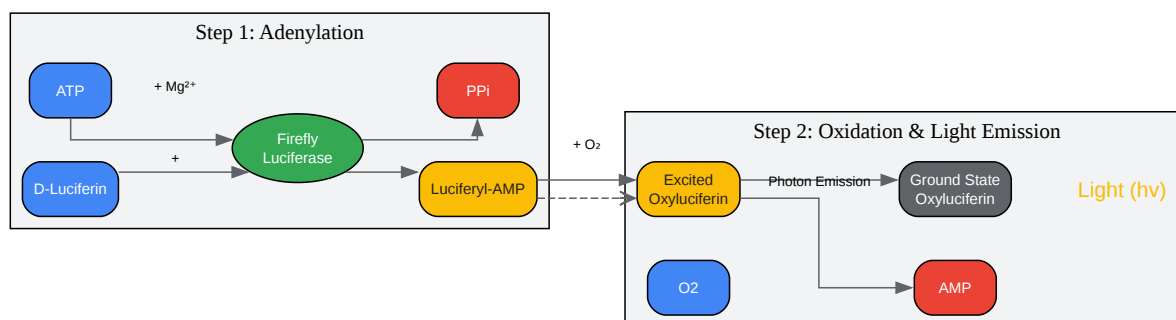 Step 1: Adenylation
ATP
+ Mg²⁺
PPi
Firefly
Luciferase
+
D-Luciferin
Luciferyl-AMP
+ O₂
Step 2: Oxidation & Light Emission
Excited
Oxyluciferin
Photon Emission
Ground State
Oxyluciferin
Light (hv)
O2
AMP